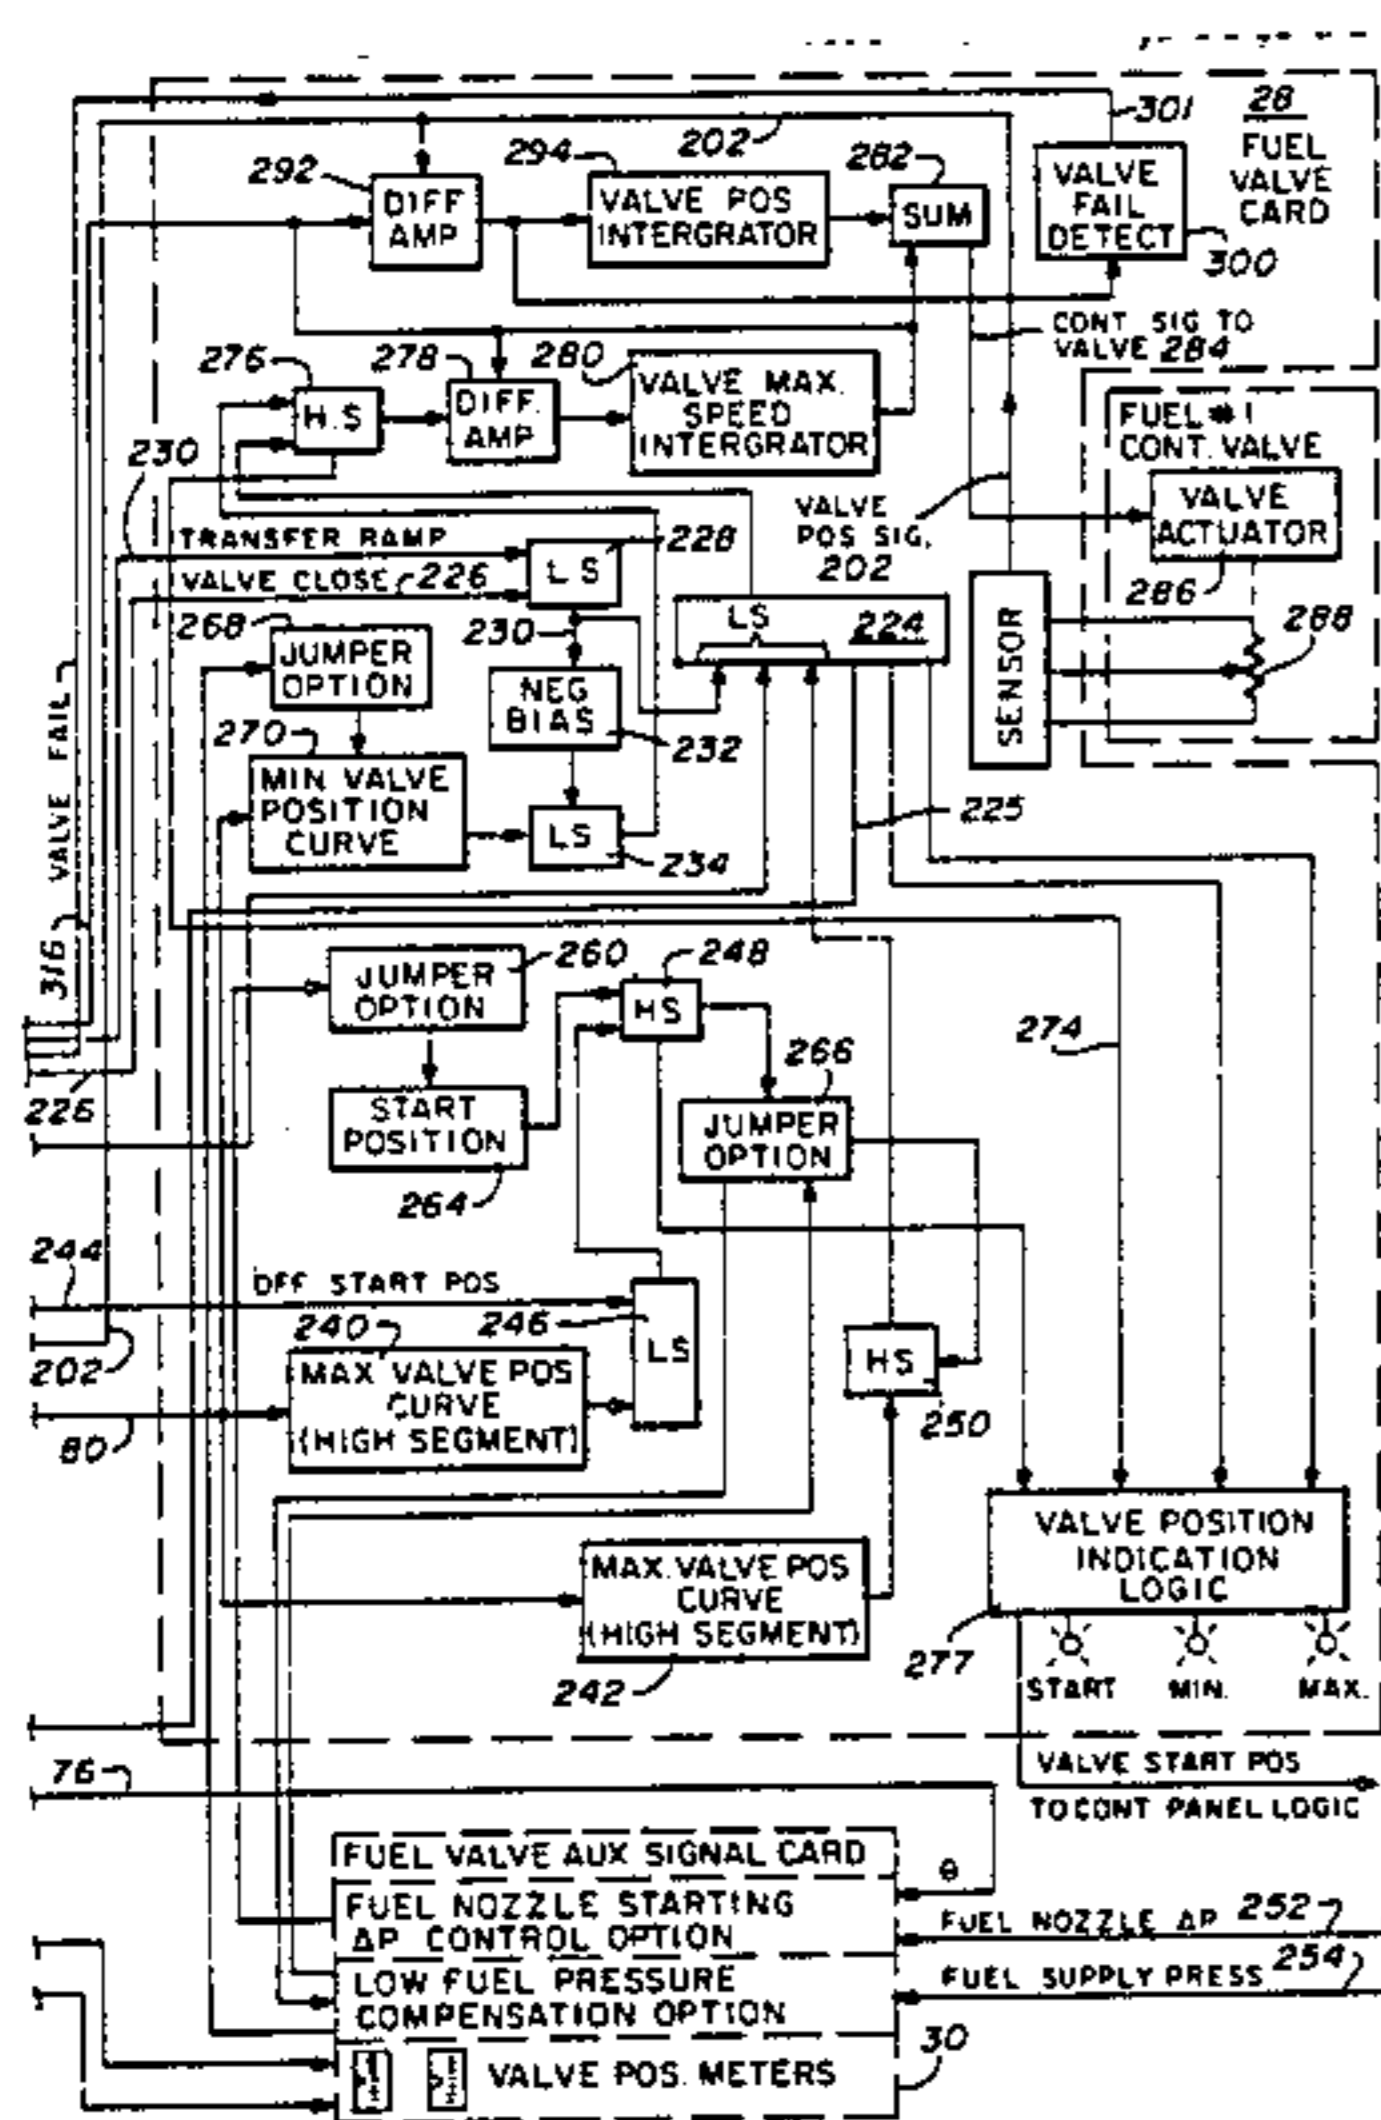 301
28
FUEL
VALVE
CARD
202
294
282
292
DIFF
AMP
VALVE POS
INTERGRATOR
SUM
VALVE
FAIL
DETECT
300
CONT. SIG TO
VALVE 284
276
278
280
H.S
DIFF.
AMP.
VALVE MAX.
SPEED
INTERGRATOR
FUEL #1
CONT. VALVE
230
VALVE
POS SIG.
202
VALVE
ACTUATOR
286
288
TRANSFER RAMP
228
LS
VALVE CLOSE
226
268
JUMPER
OPTION
230
LS
224
SENSOR
NEG
BIAS
232
270
MIN VALVE
POSITION
CURVE
LS
234
225
316
VALVE FAIL
260
JUMPER
OPTION
248
HS
274
266
226
START
POSITION
264
JUMPER
OPTION
244
OFF START POS
246
LS
202
240
MAX VALVE POS
CURVE
(HIGH SEGMENT)
HS
250
80
VALVE POSITION
INDICATION
LOGIC
MAX. VALVE POS
CURVE
(HIGH SEGMENT)
242
277
START
MIN.
MAX.
76
VALVE START POS
TO CONT PANEL LOGIC
FUEL VALVE AUX SIGNAL CARD
θ
FUEL NOZZLE STARTING
ΔP CONTROL OPTION
FUEL NOZZLE ΔP 252
LOW FUEL PRESSURE
COMPENSATION OPTION
FUEL SUPPLY PRESS 254
30
VALVE POS. METERS